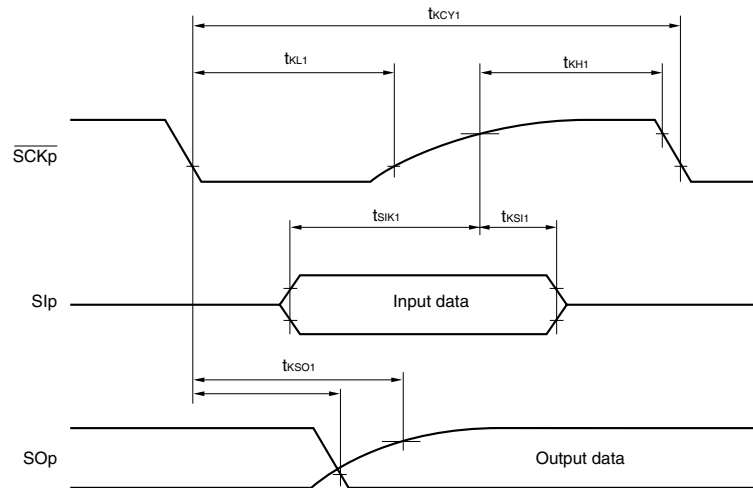 tKCY1
tKL1
tKH1
SCKp
tSIK1
tKSI1
SIp
Input data
tKSO1
SOp
Output data